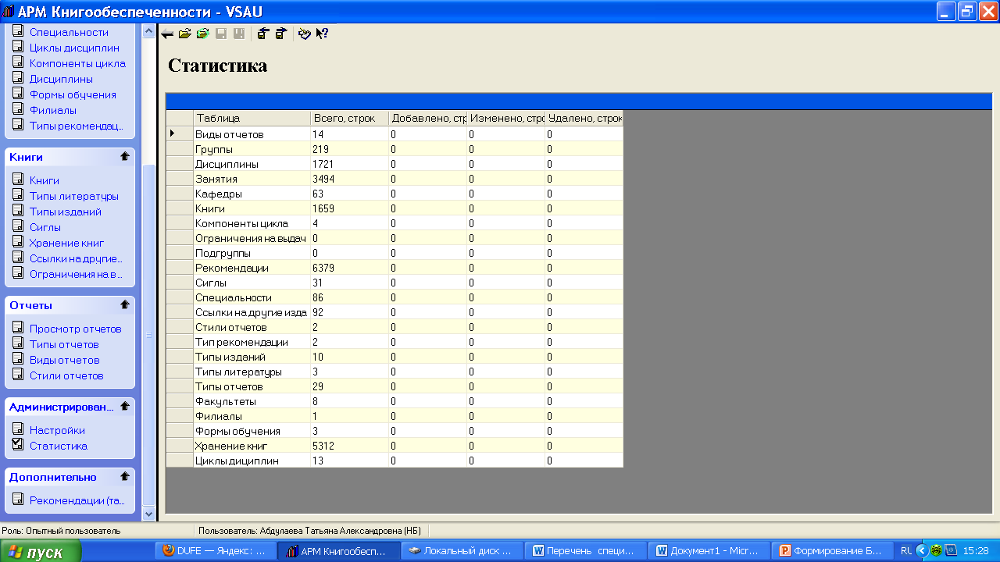 АРМ Книгообеспеченности - VSAU
Специальности
Циклы дисциплин
Компоненты цикла
Дисциплины
Формы обучения
Филиалы
Типы рекомендац...
Книги
Книги
Типы литературы
Типы изданий
Сиглы
Хранение книг
Ссылки на другие...
Ограничения на в...
Отчеты
Просмотр отчетов
Типы отчетов
Виды отчетов
Стили отчетов
Администрирован...
Настройки
Статистика
Дополнительно
Рекомендации (та...
Статистика
Таблица Всего, строк Добавлено, стр Изменено, стро Удалено, строк
Виды отчетов 14 0 0 0
Группы 219 0 0 0
Дисциплины 1721 0 0 0
Занятия 3494 0 0 0
Кафедры 63 0 0 0
Книги 1659 0 0 0
Компоненты цикла 4 0 0 0
Ограничения на выдач 0 0 0 0
Подгруппы 0 0 0 0
Рекомендации 6379 0 0 0
Сиглы 31 0 0 0
Специальности 86 0 0 0
Ссылки на другие изда 92 0 0 0
Стили отчетов 2 0 0 0
Тип рекомендации 2 0 0 0
Типы изданий 10 0 0 0
Типы литературы 3 0 0 0
Типы отчетов 29 0 0 0
Факультеты 8 0 0 0
Филиалы 1 0 0 0
Формы обучения 3 0 0 0
Хранение книг 5312 0 0 0
Циклы дициплин 13 0 0 0
Роль: Опытный пользователь Пользователь: Абдулаева Татьяна Александровна (НБ)
пуск DUFE — Яндекс: ... АРМ Книгообесп... Локальный диск ... Перечень специ... Документ1 - Micr... Формирование Б... RU 15:28